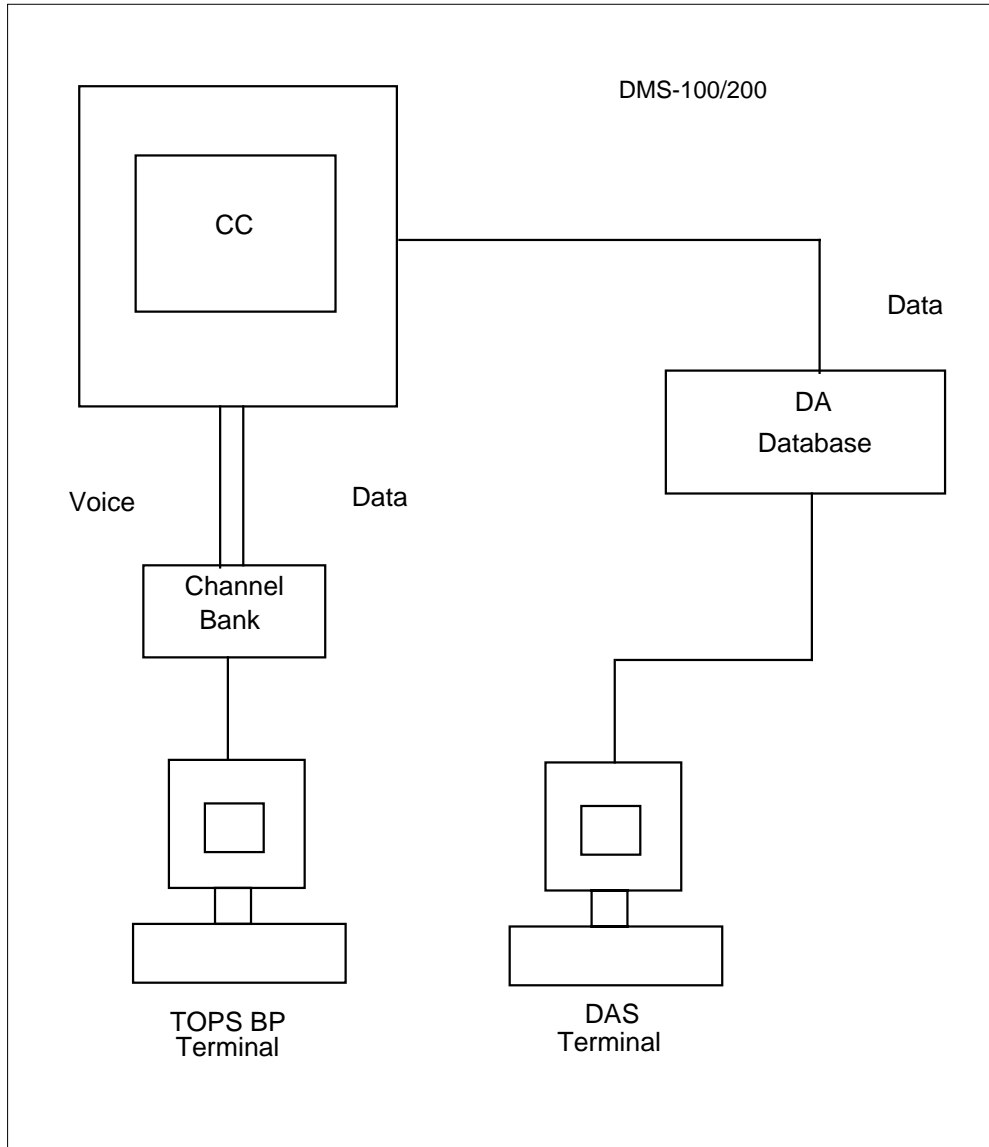 DMS-100/200
CC
Data
DA
Database
Voice
Data
Channel
Bank
TOPS BP
Terminal
DAS
Terminal